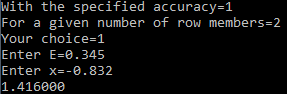 With the specified accuracy=1
For a given number of row members=2
Your choice=1
Enter E=0.345
Enter x=-0.832
1.416000